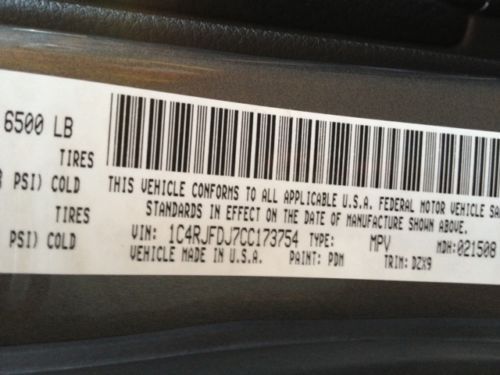 6500 LB
TIRES
PSI) COLD
THIS VEHICLE CONFORMS TO ALL APPLICABLE U.S.A. FEDERAL MOTOR VEHICLE
TIRES
STANDARDS IN EFFECT ON THE DATE OF MANUFACTURE SHOWN ABOVE.
PSI) COLD
VIN: 1C4RJFDJ7CC173754 TYPE: MPV MDH:021508
VEHICLE MADE IN U.S.A. PAINT: PDM TRIM: DZX9